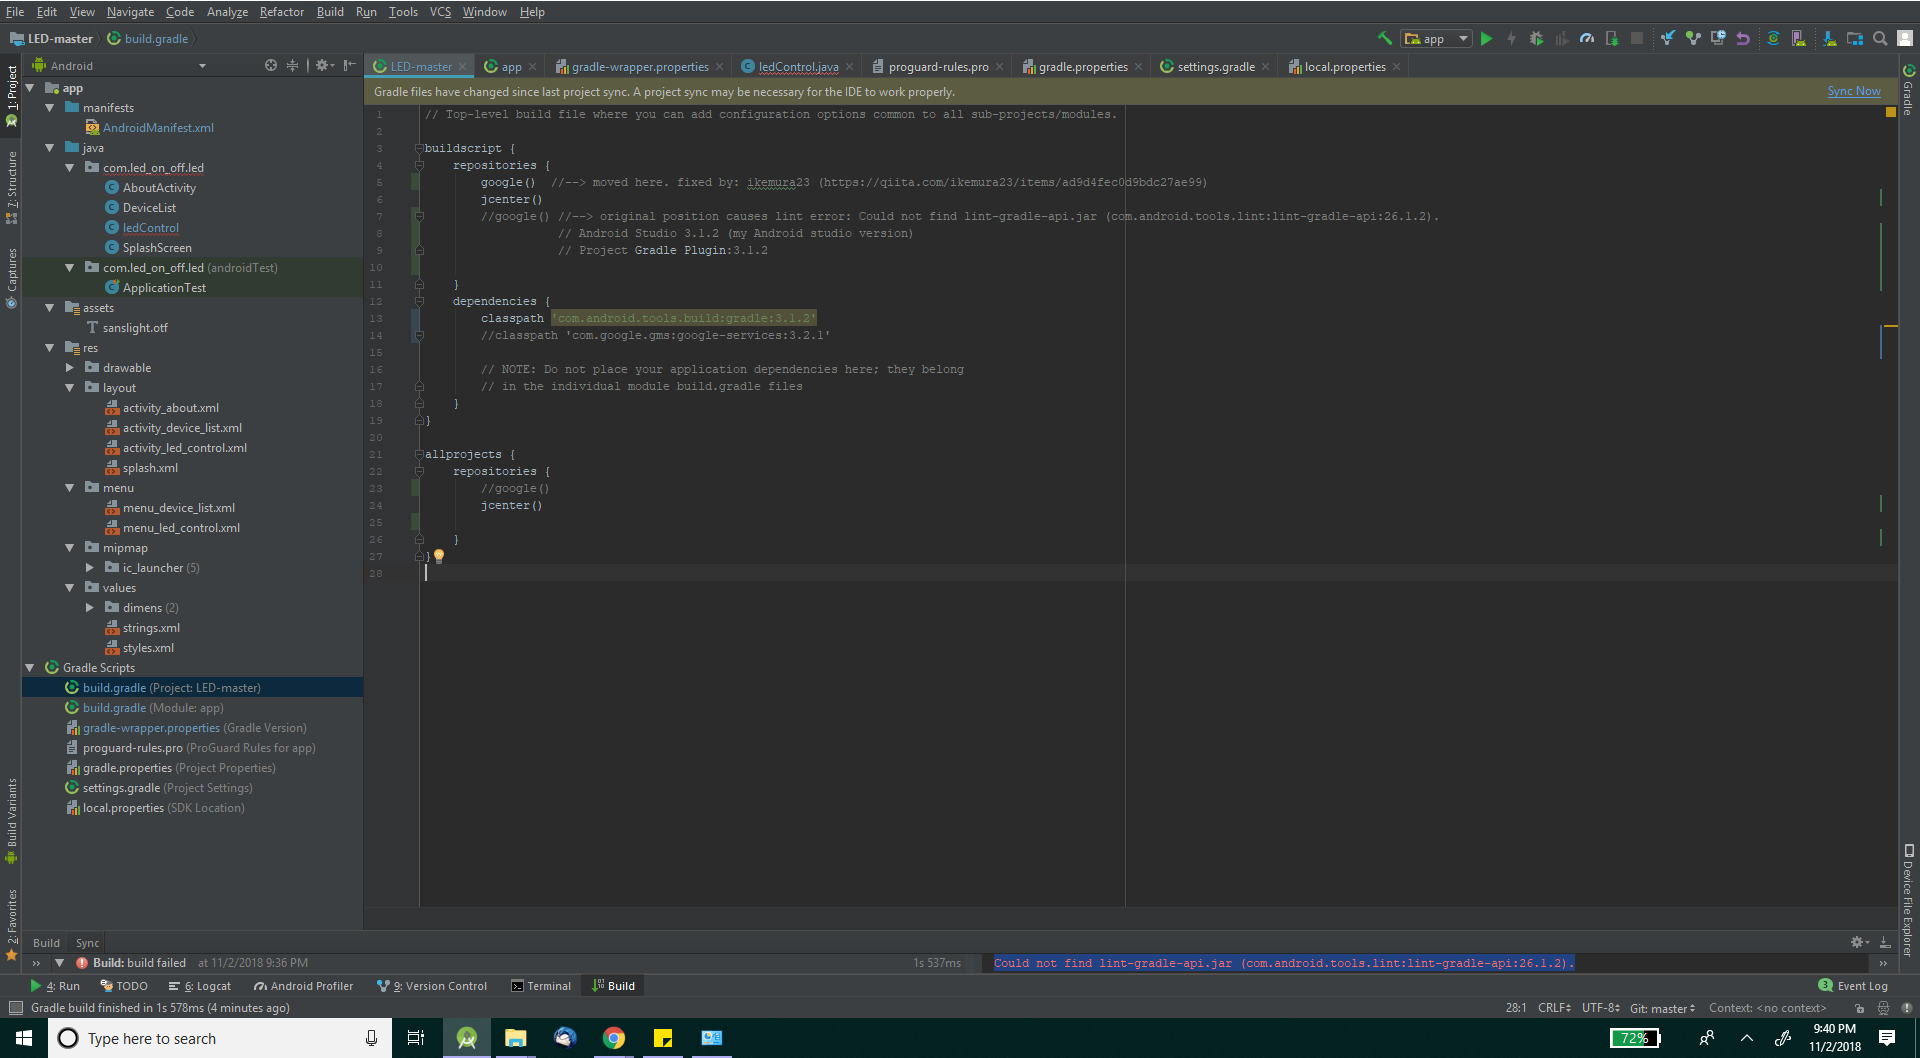 File Edit View Navigate Code Analyze Refactor Build Run Tools VCS Window Help
LED-master build.gradle app
1: Project
7: Structure
Captures
Build Variants
2: Favorites
Android
app
manifests
AndroidManifest.xml
java
com.led_on_off.led
AboutActivity
DeviceList
ledControl
SplashScreen
com.led_on_off.led (androidTest)
ApplicationTest
assets
sanslight.otf
res
drawable
layout
activity_about.xml
activity_device_list.xml
activity_led_control.xml
splash.xml
menu
menu_device_list.xml
menu_led_control.xml
mipmap
ic_launcher (5)
values
dimens (2)
strings.xml
styles.xml
Gradle Scripts
build.gradle (Project: LED-master)
build.gradle (Module: app)
gradle-wrapper.properties (Gradle Version)
proguard-rules.pro (ProGuard Rules for app)
gradle.properties (Project Properties)
settings.gradle (Project Settings)
local.properties (SDK Location)
LED-master app gradle-wrapper.properties ledControl.java proguard-rules.pro gradle.properties settings.gradle local.properties
Gradle files have changed since last project sync. A project sync may be necessary for the IDE to work properly. Sync Now
1 // Top-level build file where you can add configuration options common to all sub-projects/modules.
2
3 buildscript {
4 repositories {
5 google() //--> moved here. fixed by: ikemura23 (https://qiita.com/ikemura23/items/ad9d4fec0d9bdc27ae99)
6 jcenter()
7 //google() //--> original position causes lint error: Could not find lint-gradle-api.jar (com.android.tools.lint:lint-gradle-api:26.1.2).
8 // Android Studio 3.1.2 (my Android studio version)
9 // Project Gradle Plugin:3.1.2
10
11 }
12 dependencies {
13 classpath 'com.android.tools.build:gradle:3.1.2'
14 //classpath 'com.google.gms:google-services:3.2.1'
15
16 // NOTE: Do not place your application dependencies here; they belong
17 // in the individual module build.gradle files
18 }
19 }
20
21 allprojects {
22 repositories {
23 //google()
24 jcenter()
25
26 }
27 }
28
Gradle
Device File Explorer
Build Sync
Build: build failed at 11/2/2018 9:36 PM 1s 537ms Could not find lint-gradle-api.jar (com.android.tools.lint:lint-gradle-api:26.1.2).
4: Run TODO 6: Logcat Android Profiler 9: Version Control Terminal Build 3 Event Log
Gradle build finished in 1s 578ms (4 minutes ago) 28:1 CRLF UTF-8 Git: master Context: <no context>
Type here to search 72% 9:40 PM
11/2/2018